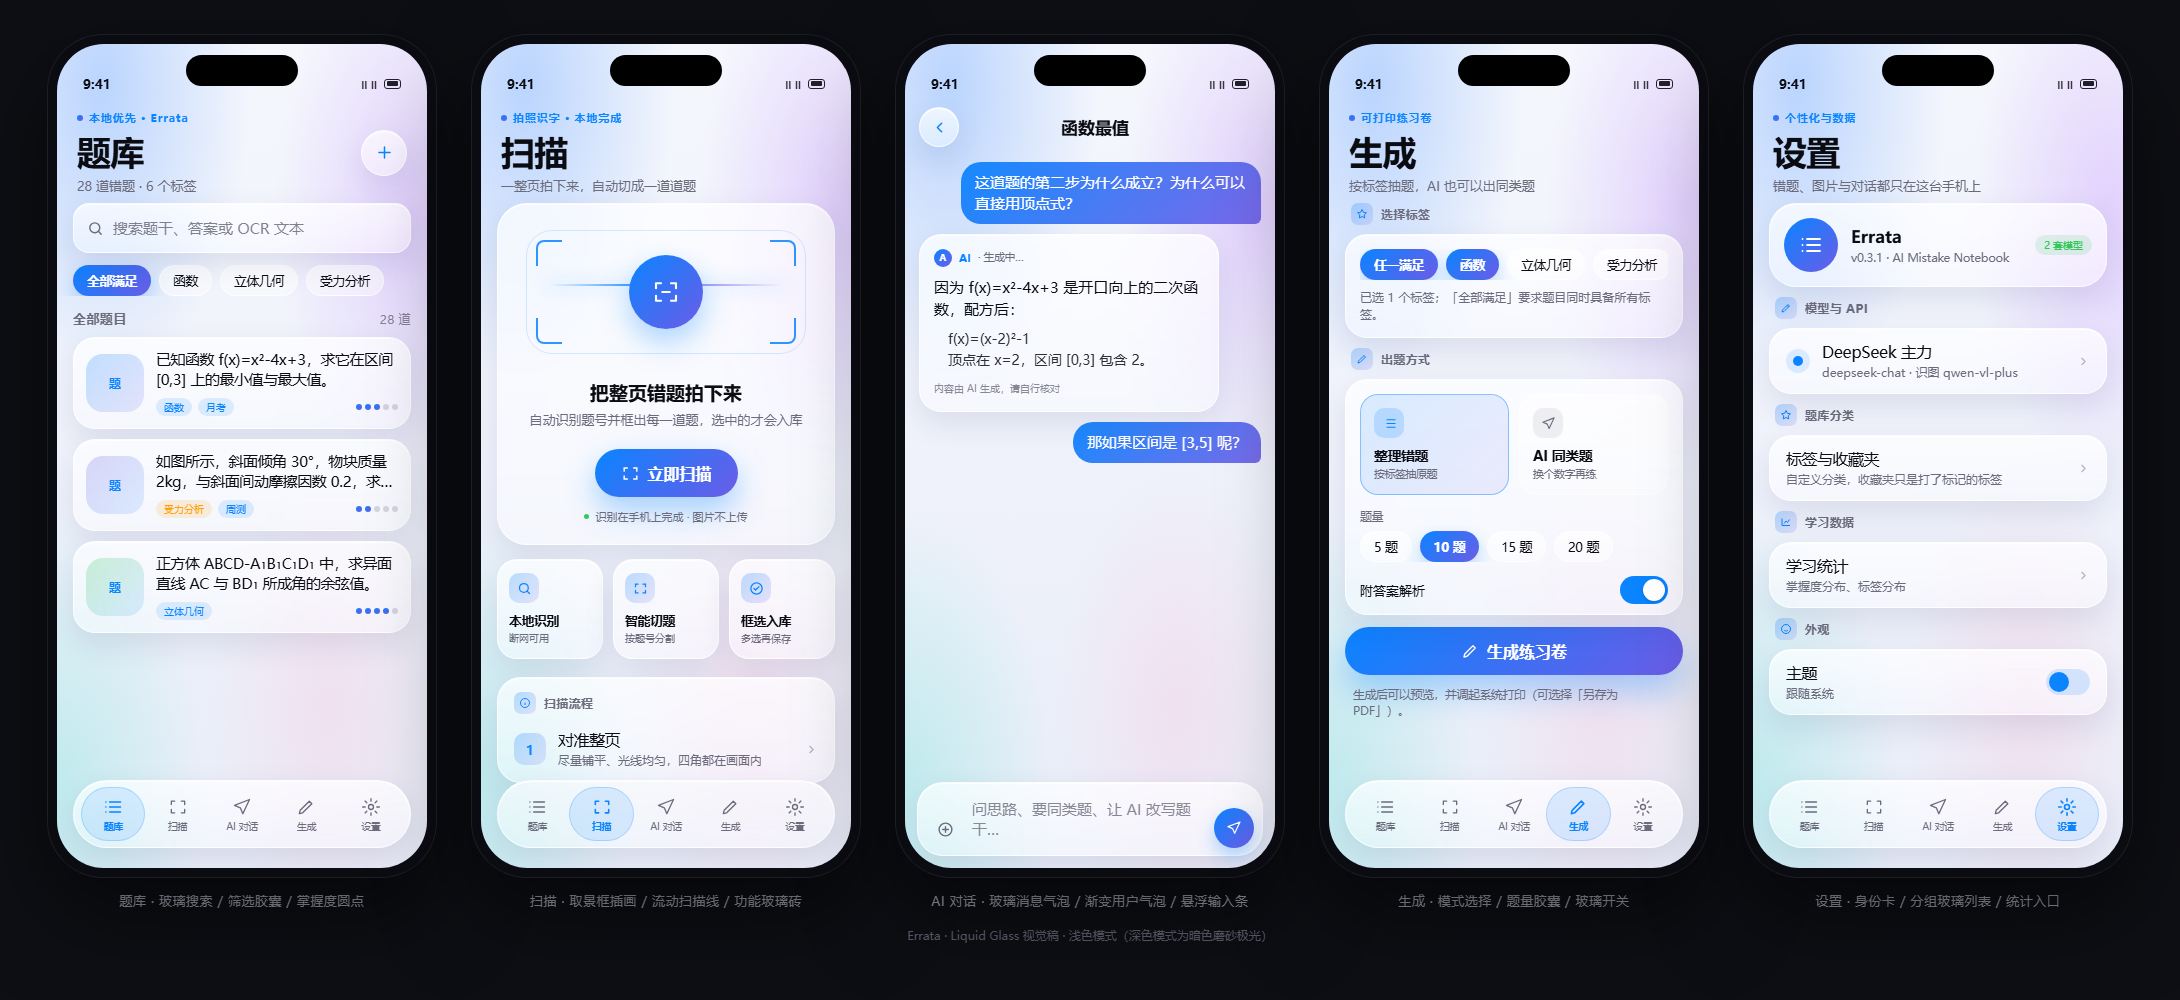 9:41
本地优先 • Errata
题库
28 道错题 · 6 个标签
搜索题干、答案或 OCR 文本
全部满足
函数
立体几何
受力分析
全部题目
28 道
题
已知函数 f(x)=x²-4x+3，求它在区间
[0,3] 上的最小值与最大值。
函数
月考
题
如图所示，斜面倾角 30°，物块质量
2kg，与斜面间动摩擦因数 0.2，求...
受力分析
周测
题
正方体 ABCD-A₁B₁C₁D₁ 中，求异面
直线 AC 与 BD₁ 所成角的余弦值。
立体几何
题库
扫描
AI 对话
生成
设置
题库 · 玻璃搜索 / 筛选胶囊 / 掌握度圆点
9:41
拍照识字 • 本地完成
扫描
一整页拍下来，自动切成一道道题
把整页错题拍下来
自动识别题号并框出每一道题，选中的才会入库
立即扫描
识别在手机上完成 · 图片不上传
本地识别
断网可用
智能切题
按题号分割
框选入库
多选再保存
扫描流程
1
对准整页
尽量铺平、光线均匀，四角都在画面内
题库
扫描
AI 对话
生成
设置
扫描 · 取景框插画 / 流动扫描线 / 功能玻璃砖
9:41
函数最值
这道题的第二步为什么成立？为什么可以
直接用顶点式？
A
AI
· 生成中...
因为 f(x)=x²-4x+3 是开口向上的二次函
数，配方后：
f(x)=(x-2)²-1
顶点在 x=2，区间 [0,3] 包含 2。
内容由 AI 生成，请自行核对
那如果区间是 [3,5] 呢？
问思路、要同类题、让 AI 改写题
干...
AI 对话 · 玻璃消息气泡 / 渐变用户气泡 / 悬浮输入条
9:41
可打印练习卷
生成
按标签抽题，AI 也可以出同类题
选择标签
任一满足
函数
立体几何
受力分析
已选 1 个标签；「全部满足」要求题目同时具备所有标
签。
出题方式
整理错题
按标签抽原题
AI 同类题
换个数字再练
题量
5 题
10 题
15 题
20 题
附答案解析
生成练习卷
生成后可以预览，并调起系统打印（可选择「另存为
PDF」）。
题库
扫描
AI 对话
生成
设置
生成 · 模式选择 / 题量胶囊 / 玻璃开关
9:41
个性化与数据
设置
错题、图片与对话都只在这台手机上
Errata
v0.3.1 · AI Mistake Notebook
2 套模型
模型与 API
DeepSeek 主力
deepseek-chat · 识图 qwen-vl-plus
题库分类
标签与收藏夹
自定义分类，收藏夹只是打了标记的标签
学习数据
学习统计
掌握度分布、标签分布
外观
主题
跟随系统
题库
扫描
AI 对话
生成
设置
设置 · 身份卡 / 分组玻璃列表 / 统计入口
Errata · Liquid Glass 视觉稿 · 浅色模式（深色模式为暗色磨砂极光）